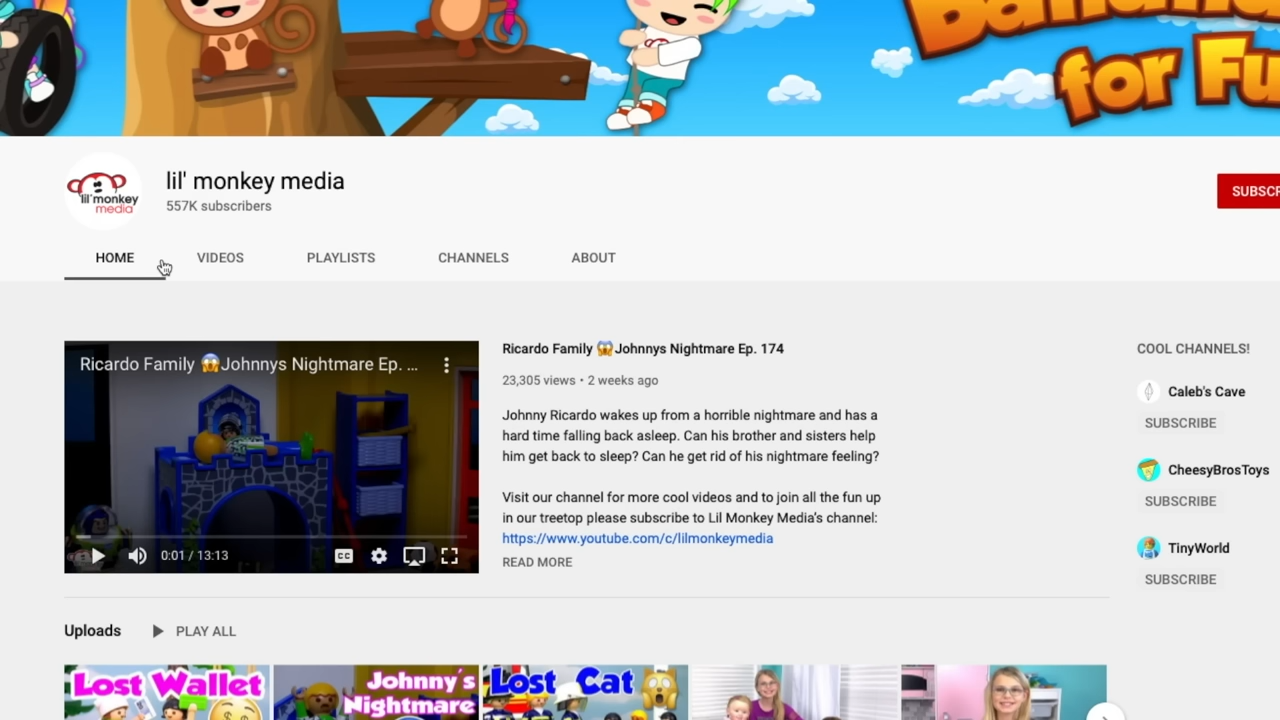 for Fu
lil' monkey media
557K subscribers
SUBSCR
lil' monkey
media
HOME
VIDEOS
PLAYLISTS
CHANNELS
ABOUT
Ricardo Family 😱Johnnys Nightmare Ep. ...
0:01 / 13:13
CC
Ricardo Family 😱Johnnys Nightmare Ep. 174
23,305 views • 2 weeks ago
Johnny Ricardo wakes up from a horrible nightmare and has a
hard time falling back asleep. Can his brother and sisters help
him get back to sleep? Can he get rid of his nightmare feeling?
Visit our channel for more cool videos and to join all the fun up
in our treetop please subscribe to Lil Monkey Media's channel:
https://www.youtube.com/c/lilmonkeymedia
READ MORE
COOL CHANNELS!
Caleb's Cave
SUBSCRIBE
CheesyBrosToys
SUBSCRIBE
TinyWorld
SUBSCRIBE
Uploads
PLAY ALL
Lost Wallet
Johnny's
Nightmare
Lost Cat